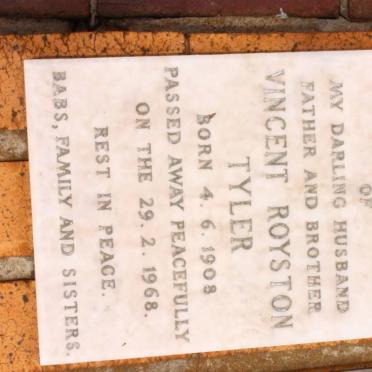 OF
MY DARLING HUSBAND
FATHER AND BROTHER
VINCENT ROYSTON
TYLER
BORN 4. 6. 1908
PASSED AWAY PEACEFULLY
ON THE 29. 2. 1968.
REST IN PEACE.
BABS, FAMILY AND SISTERS.